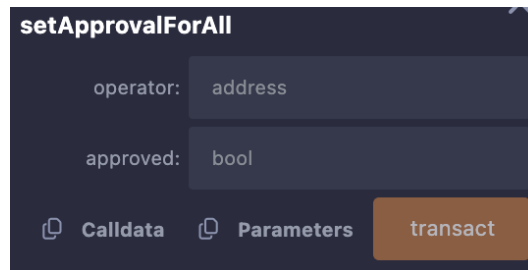 setApprovalForAll
operator: address
approved: bool
Calldata Parameters transact